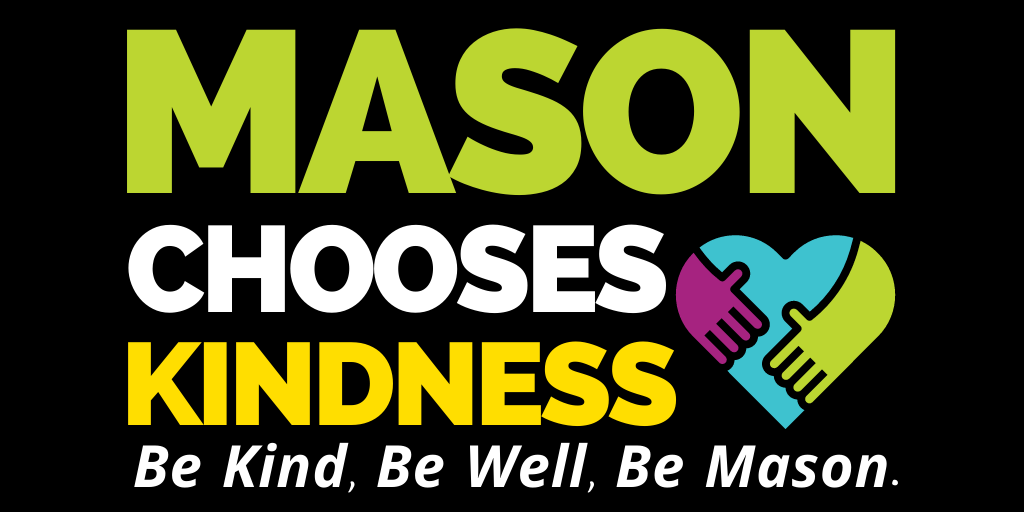 MASON
CHOOSES
KINDNESS
Be Kind, Be Well, Be Mason.